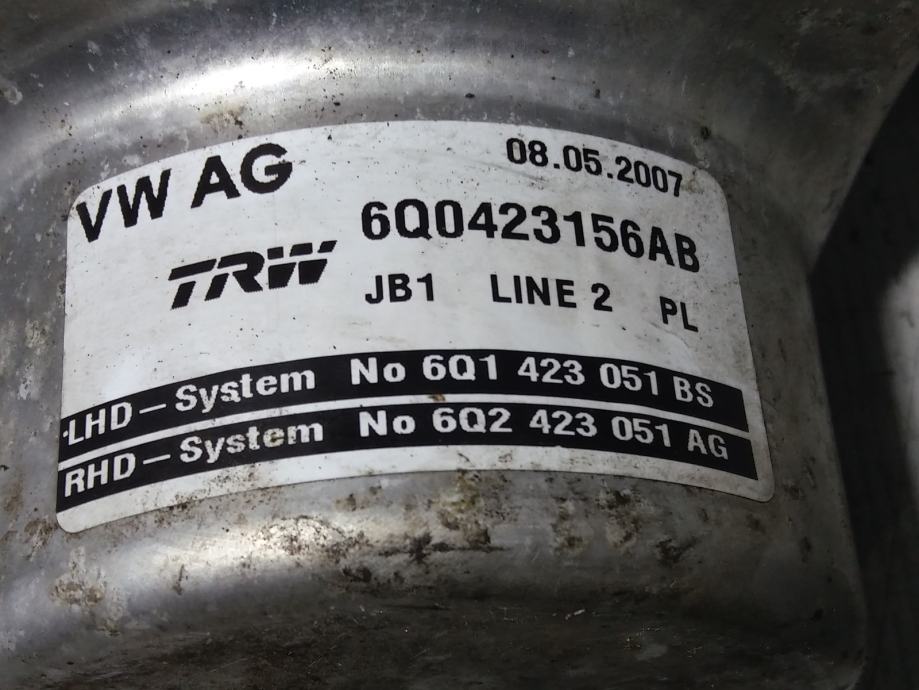 VW AG
08.05.2007
6Q0423156AB
TRW
JB1 LINE 2 PL
LHD – System No 6Q1 423 051 BS
RHD – System No 6Q2 423 051 AG